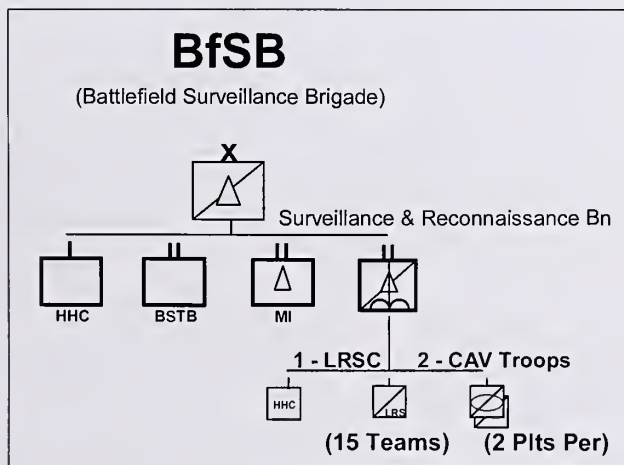 BfSB
(Battlefield Surveillance Brigade)
X
Surveillance & Reconnaissance Bn
I II II II
HHC BSTB MI
1 - LRSC 2 - CAV Troops
HHC LRS
(15 Teams) (2 Plts Per)